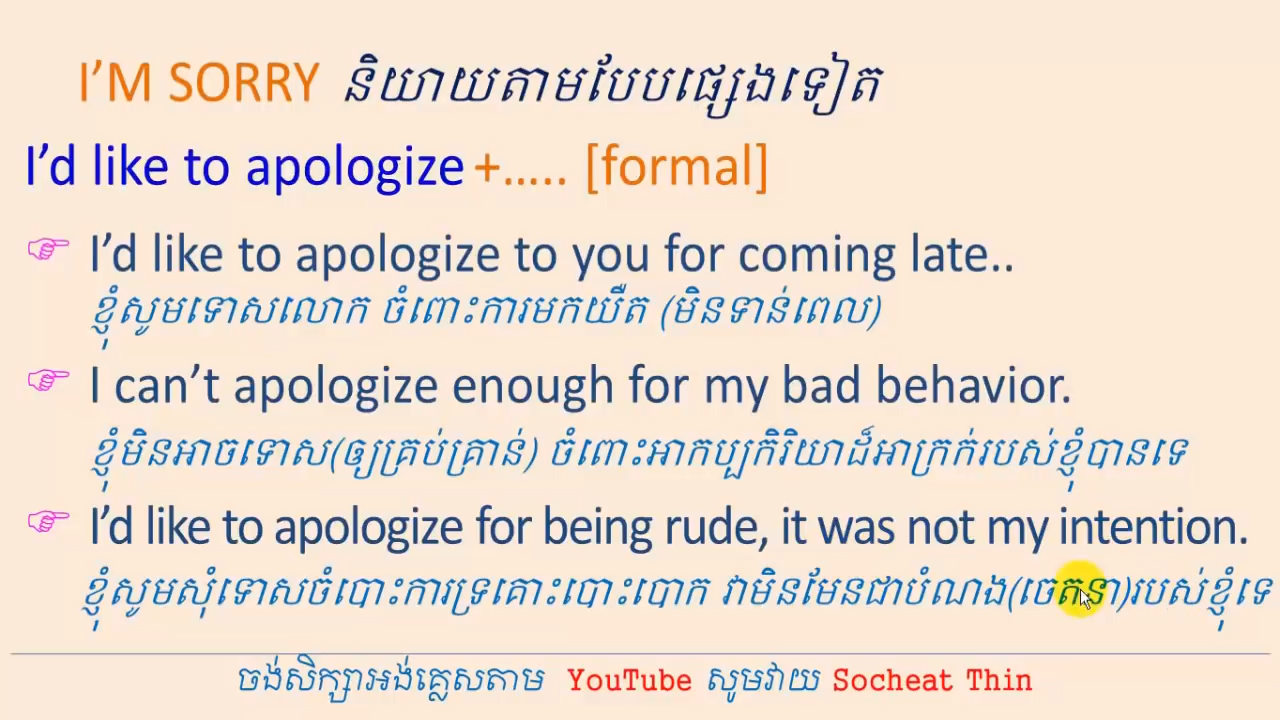 I'M SORRY និយាយតាមបែបផ្សេងទៀត
I'd like to apologize +..... [formal]
I'd like to apologize to you for coming late..
ខ្ញុំសូមទោសលោក ចំពោះការមកយឺត (មិនទាន់ពេល)
I can't apologize enough for my bad behavior.
ខ្ញុំមិនអាចទោស(ឲ្យគ្រប់គ្រាន់) ចំពោះអាកប្បកិរិយាដ៏អាក្រក់របស់ខ្ញុំបានទេ
I'd like to apologize for being rude, it was not my intention.
ខ្ញុំសូមសុំទោសចំបោះការទ្រគោះបោះបោក វាមិនមែនជាបំណង(ចេតនា)របស់ខ្ញុំទេ
ចង់សិក្សាអង់គ្លេសតាម YouTube សូមវាយ Socheat Thin